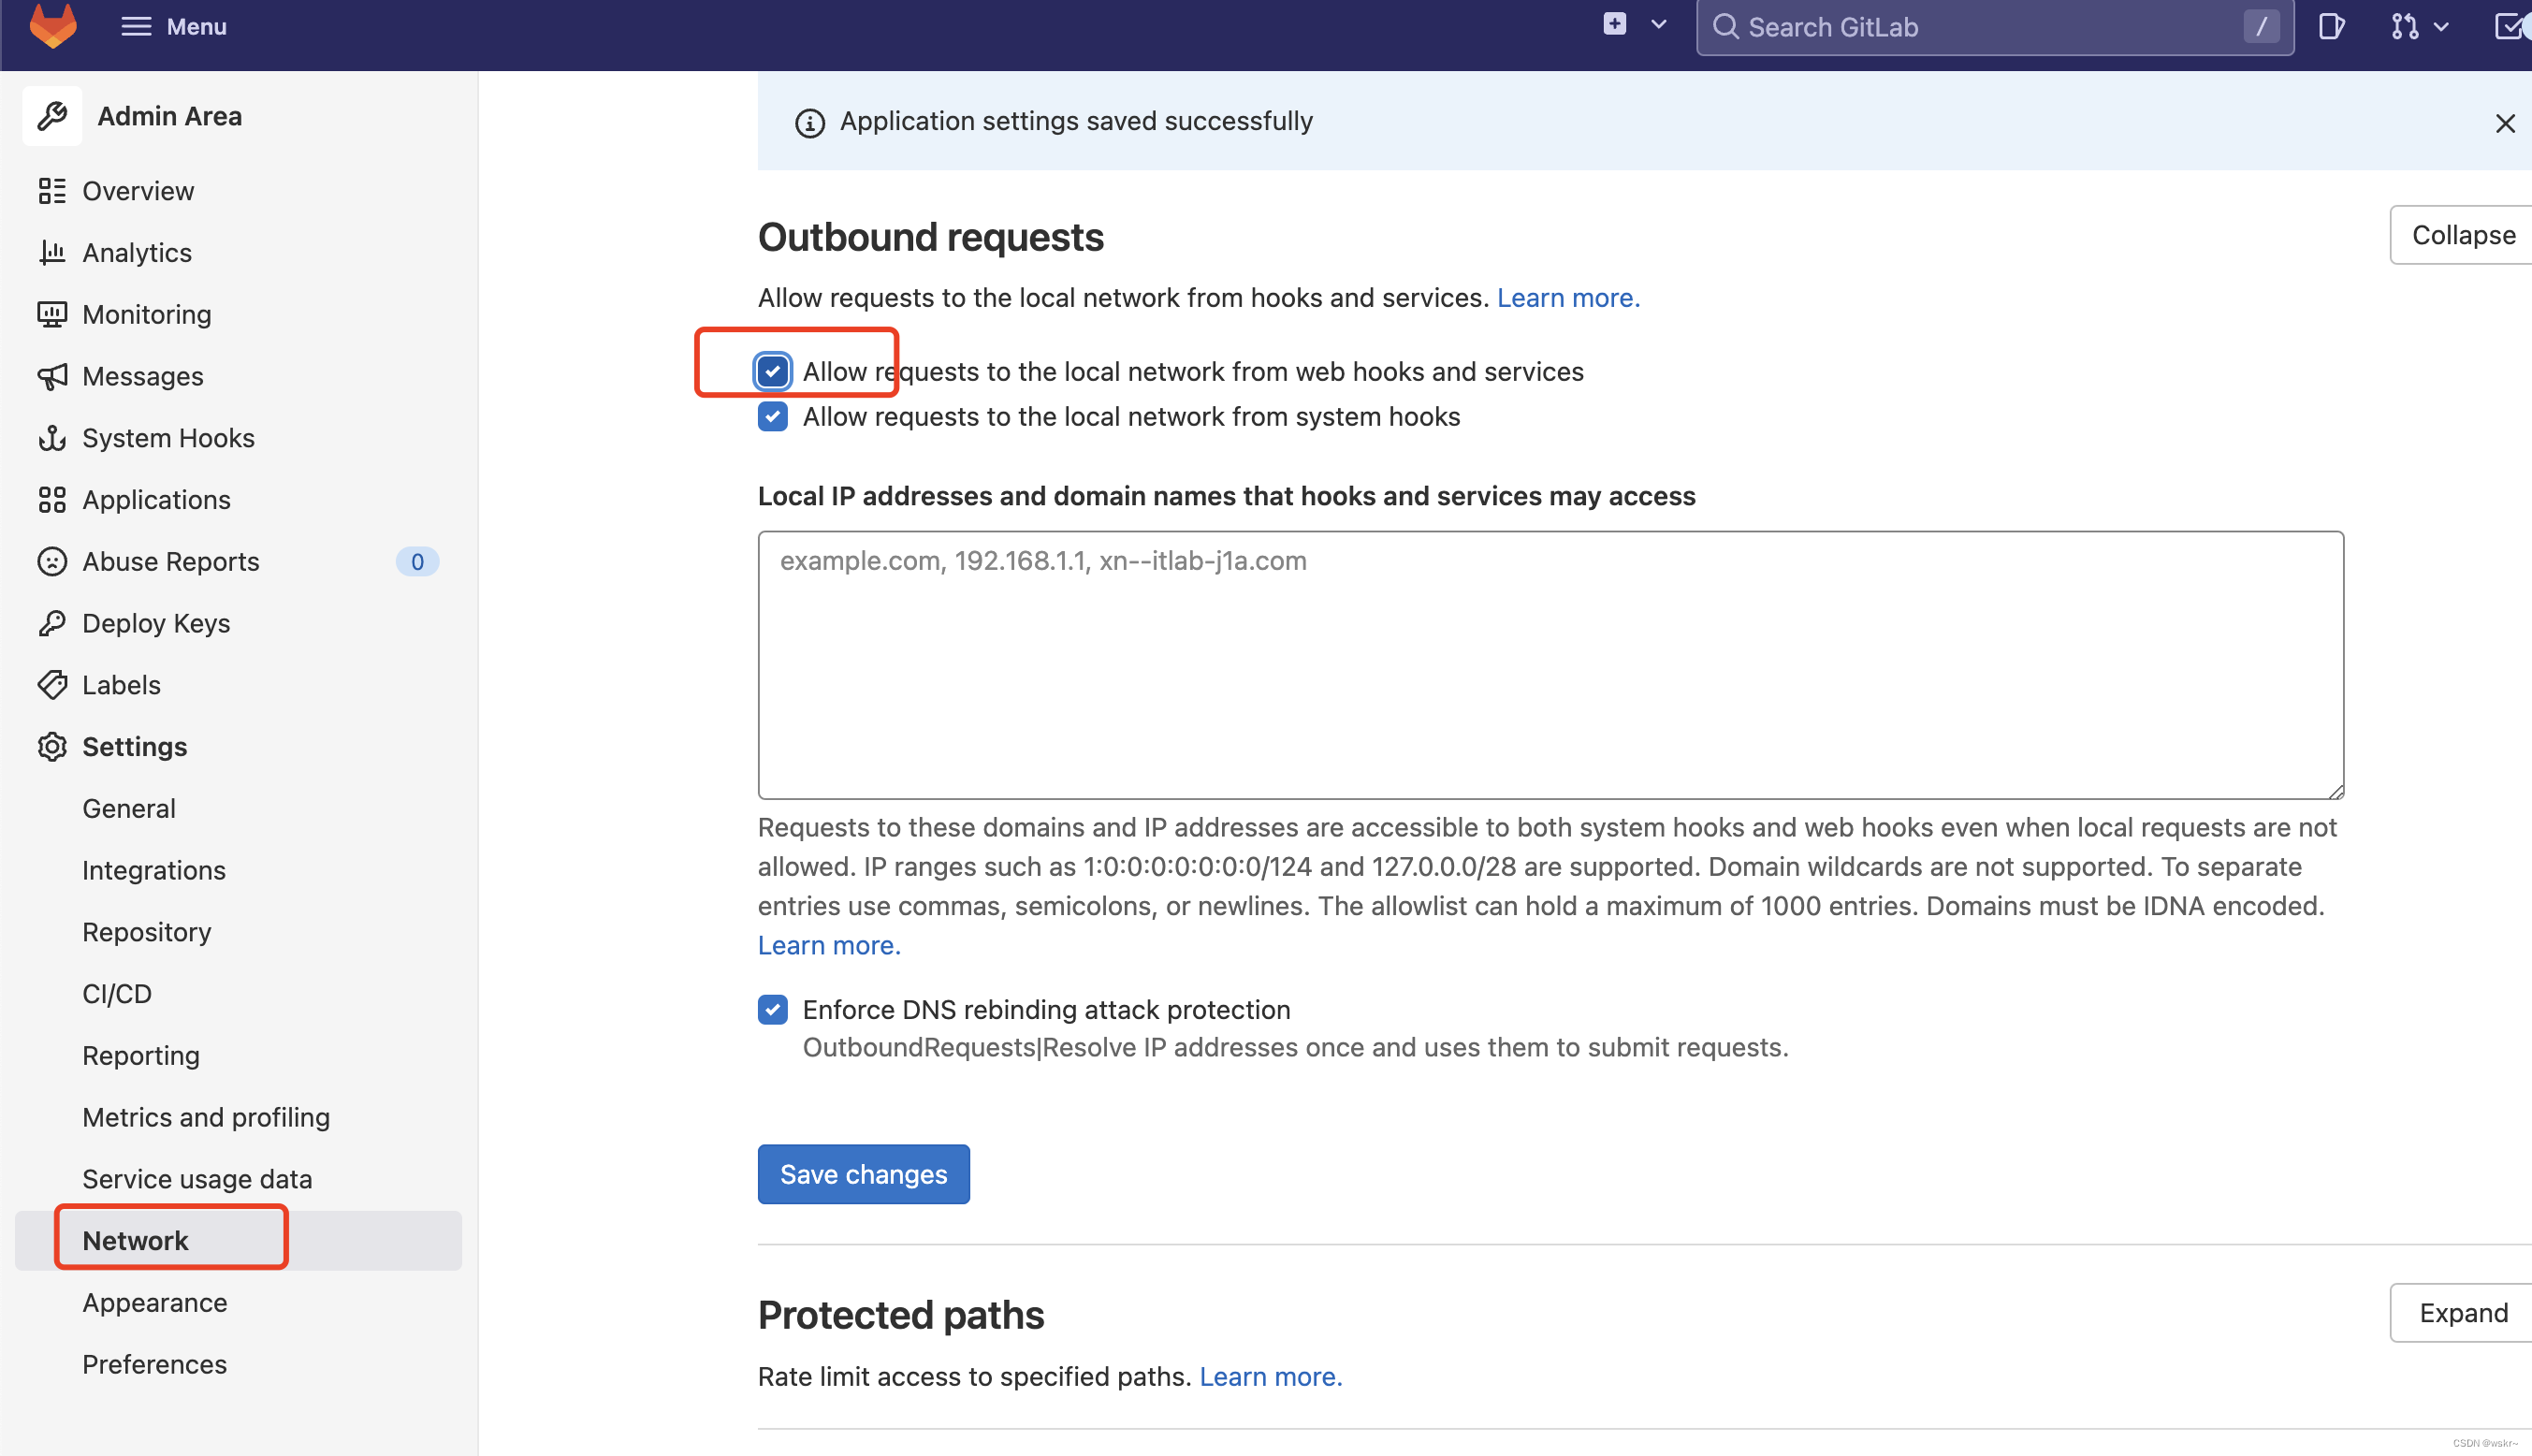 Menu
Search GitLab
/
Admin Area
Overview
Analytics
Monitoring
Messages
System Hooks
Applications
Abuse Reports 0
Deploy Keys
Labels
Settings
General
Integrations
Repository
CI/CD
Reporting
Metrics and profiling
Service usage data
Network
Appearance
Preferences
Application settings saved successfully
Outbound requests
Collapse
Allow requests to the local network from hooks and services. Learn more.
Allow requests to the local network from web hooks and services
Allow requests to the local network from system hooks
Local IP addresses and domain names that hooks and services may access
example.com, 192.168.1.1, xn--itlab-j1a.com
Requests to these domains and IP addresses are accessible to both system hooks and web hooks even when local requests are not
allowed. IP ranges such as 1:0:0:0:0:0:0:0/124 and 127.0.0.0/28 are supported. Domain wildcards are not supported. To separate
entries use commas, semicolons, or newlines. The allowlist can hold a maximum of 1000 entries. Domains must be IDNA encoded.
Learn more.
Enforce DNS rebinding attack protection
OutboundRequests|Resolve IP addresses once and uses them to submit requests.
Save changes
Protected paths
Expand
Rate limit access to specified paths. Learn more.
CSDN @wskr~